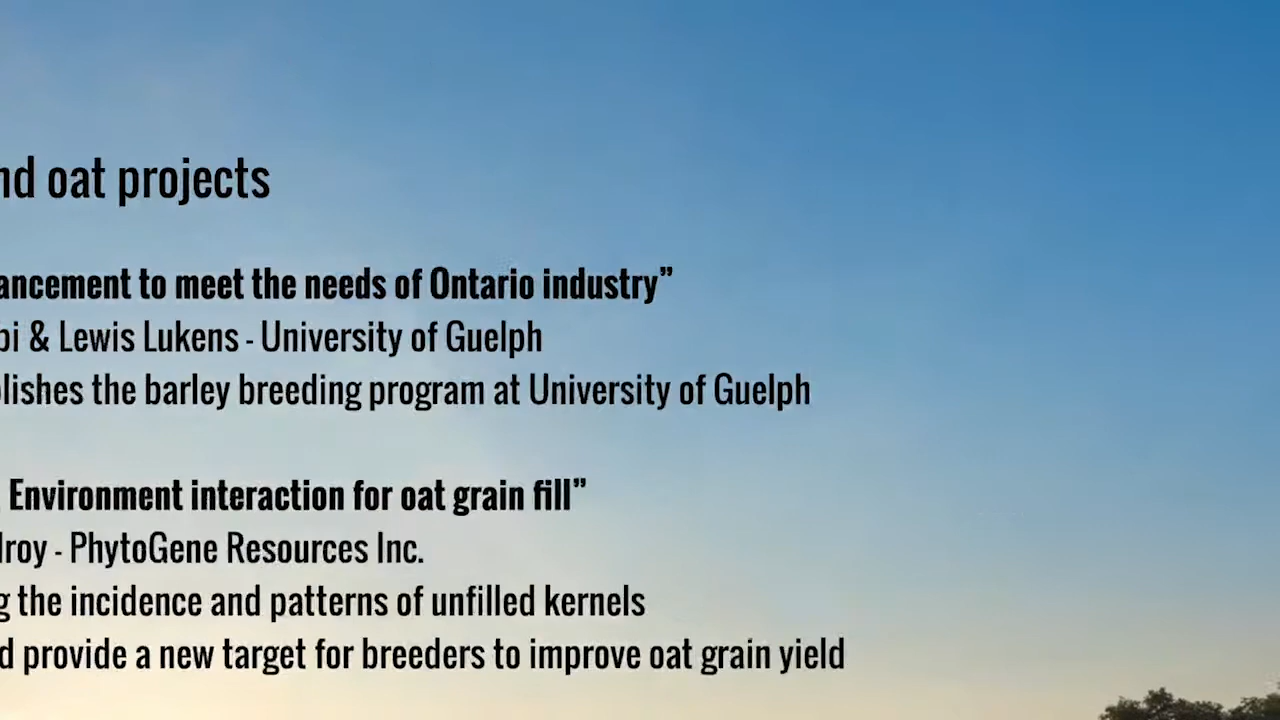 nd oat projects
ancement to meet the needs of Ontario industry”
bi & Lewis Lukens - University of Guelph
lishes the barley breeding program at University of Guelph
Environment interaction for oat grain fill”
lroy - PhytoGene Resources Inc.
g the incidence and patterns of unfilled kernels
d provide a new target for breeders to improve oat grain yield